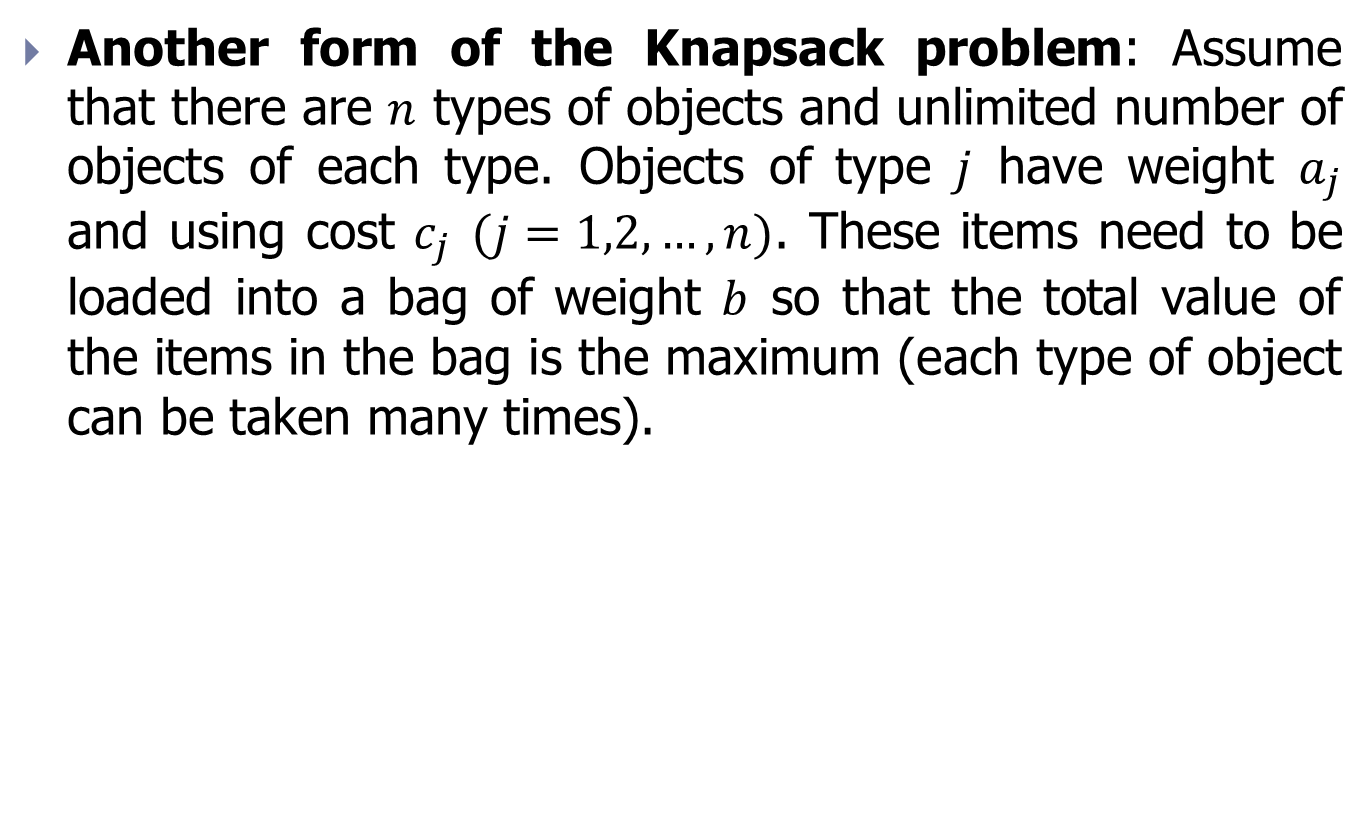 Another form of the Knapsack problem: Assume
that there are n types of objects and unlimited number of
objects of each type. Objects of type j have weight aⱼ
and using cost cⱼ (j = 1,2, … , n). These items need to be
loaded into a bag of weight b so that the total value of
the items in the bag is the maximum (each type of object
can be taken many times).